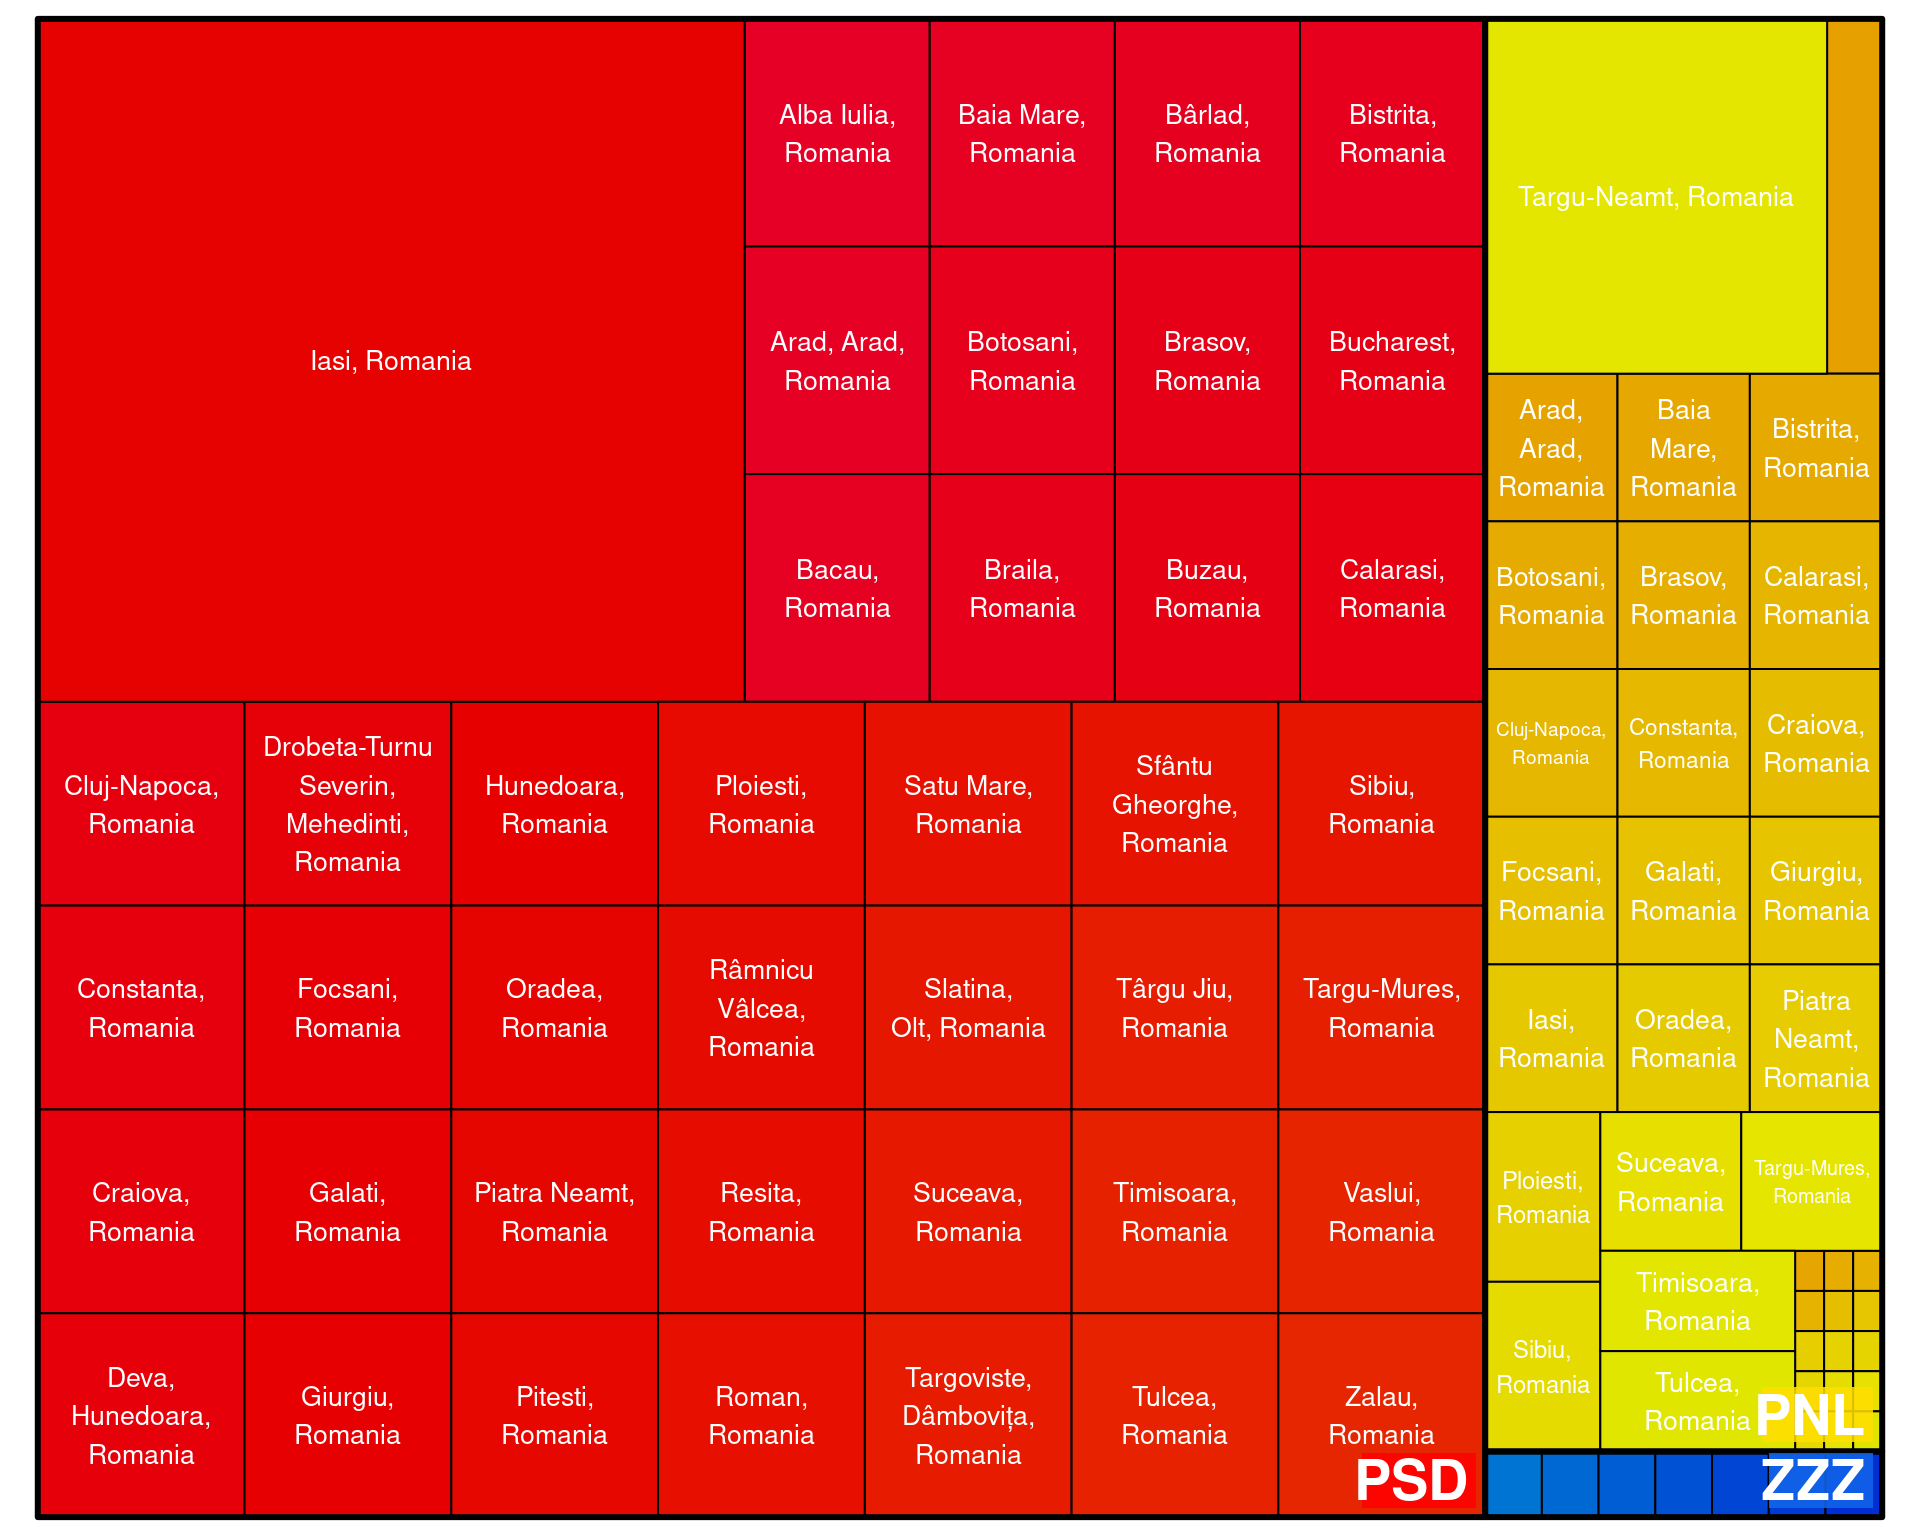 Iasi, Romania
Alba Iulia,
Romania
Baia Mare,
Romania
Bârlad,
Romania
Bistrita,
Romania
Arad, Arad,
Romania
Botosani,
Romania
Brasov,
Romania
Bucharest,
Romania
Bacau,
Romania
Braila,
Romania
Buzau,
Romania
Calarasi,
Romania
Cluj-Napoca,
Romania
Drobeta-Turnu
Severin,
Mehedinti,
Romania
Hunedoara,
Romania
Ploiesti,
Romania
Satu Mare,
Romania
Sfântu
Gheorghe,
Romania
Sibiu,
Romania
Constanta,
Romania
Focsani,
Romania
Oradea,
Romania
Râmnicu
Vâlcea,
Romania
Slatina,
Olt, Romania
Târgu Jiu,
Romania
Targu-Mures,
Romania
Craiova,
Romania
Galati,
Romania
Piatra Neamt,
Romania
Resita,
Romania
Suceava,
Romania
Timisoara,
Romania
Vaslui,
Romania
Deva,
Hunedoara,
Romania
Giurgiu,
Romania
Pitesti,
Romania
Roman,
Romania
Targoviste,
Dâmbovița,
Romania
Tulcea,
Romania
Zalau,
Romania
PSD
Targu-Neamt, Romania
Arad,
Arad,
Romania
Baia
Mare,
Romania
Bistrita,
Romania
Botosani,
Romania
Brasov,
Romania
Calarasi,
Romania
Cluj-Napoca,
Romania
Constanta,
Romania
Craiova,
Romania
Focsani,
Romania
Galati,
Romania
Giurgiu,
Romania
Iasi,
Romania
Oradea,
Romania
Piatra
Neamt,
Romania
Ploiesti,
Romania
Suceava,
Romania
Targu-Mures,
Romania
Sibiu,
Romania
Timisoara,
Romania
Tulcea,
Romania
PNL
ZZZ